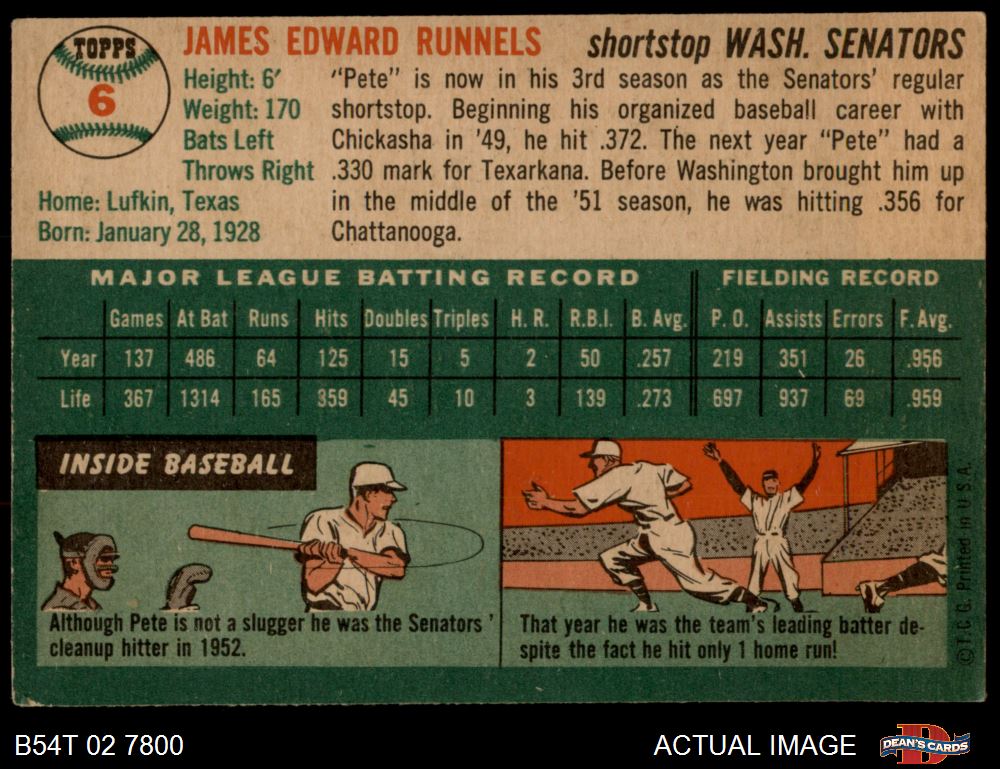 TOPPS
6
JAMES EDWARD RUNNELS shortstop WASH. SENATORS
Height: 6'
Weight: 170
Bats Left
Throws Right
Home: Lufkin, Texas
Born: January 28, 1928
"Pete" is now in his 3rd season as the Senators' regular
shortstop. Beginning his organized baseball career with
Chickasha in '49, he hit .372. The next year "Pete" had a
.330 mark for Texarkana. Before Washington brought him up
in the middle of the '51 season, he was hitting .356 for
Chattanooga.
MAJOR LEAGUE BATTING RECORD FIELDING RECORD
Games At Bat Runs Hits Doubles Triples H. R. R.B.I. B. Avg. P. O. Assists Errors F. Avg.
Year 137 486 64 125 15 5 2 50 .257 219 351 26 .956
Life 367 1314 165 359 45 10 3 139 .273 697 937 69 .959
INSIDE BASEBALL
Although Pete is not a slugger he was the Senators'
cleanup hitter in 1952.
That year he was the team's leading batter de-
spite the fact he hit only 1 home run!
© T. C. G. Printed in U.S.A.
B54T 02 7800
ACTUAL IMAGE
DEAN'S CARDS